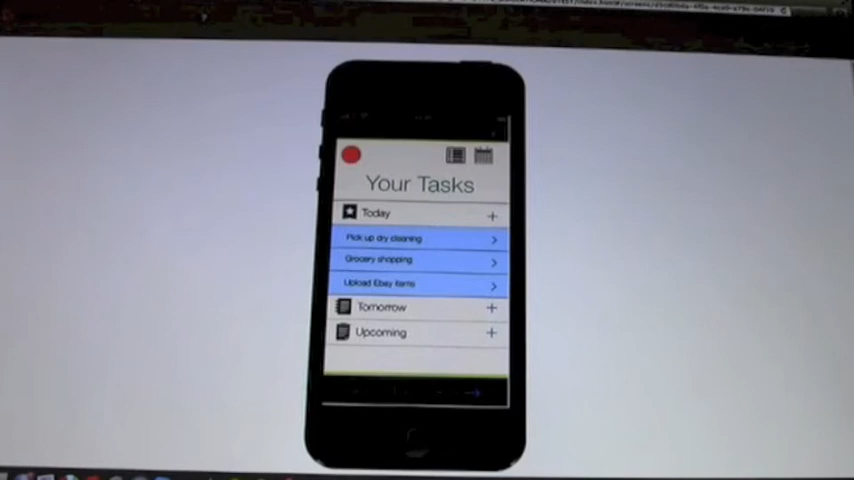 Your Tasks
Today
Pick up dry cleaning
Grocery shopping
Upload Ebay items
Tomorrow
Upcoming